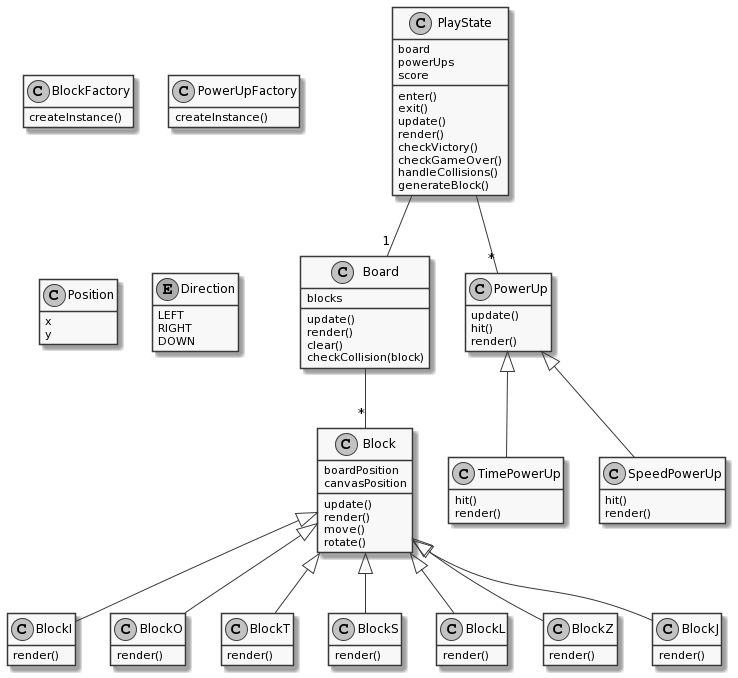 C PlayState
board
powerUps
score
enter()
exit()
update()
render()
checkVictory()
checkGameOver()
handleCollisions()
generateBlock()
C BlockFactory
createInstance()
C PowerUpFactory
createInstance()
1
*
C Position
x
y
E Direction
LEFT
RIGHT
DOWN
C Board
blocks
update()
render()
clear()
checkCollision(block)
C PowerUp
update()
hit()
render()
*
C Block
boardPosition
canvasPosition
update()
render()
move()
rotate()
C TimePowerUp
hit()
render()
C SpeedPowerUp
hit()
render()
C BlockI
render()
C BlockO
render()
C BlockT
render()
C BlockS
render()
C BlockL
render()
C BlockZ
render()
C BlockJ
render()